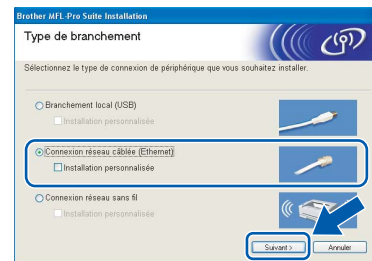 Brother MFL-Pro Suite Installation
Type de branchement
Sélectionnez le type de connexion de périphérique que vous souhaitez installer.
Branchement local (USB)
Installation personnalisée
Connexion réseau câblée (Ethernet)
Installation personnalisée
Connexion réseau sans fil
Installation personnalisée
Suivant >
Annuler